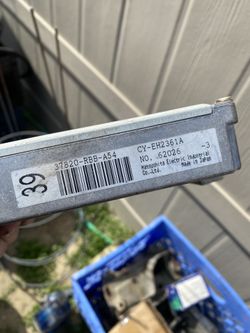 39
37820-RBB-A54
CY-EH2361A
NO. 62026 -3
Matsushita Electric Industrial
Co.,Ltd. Made in Japan